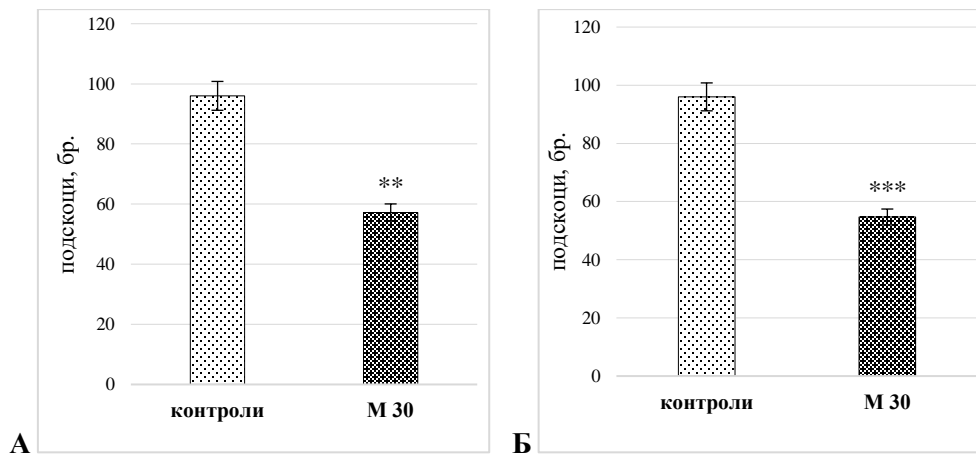 120
100
80
60
40
20
0
подскоци, бр.
**
контроли
М 30
А
120
100
80
60
40
20
0
подскоци, бр.
***
контроли
М 30
Б